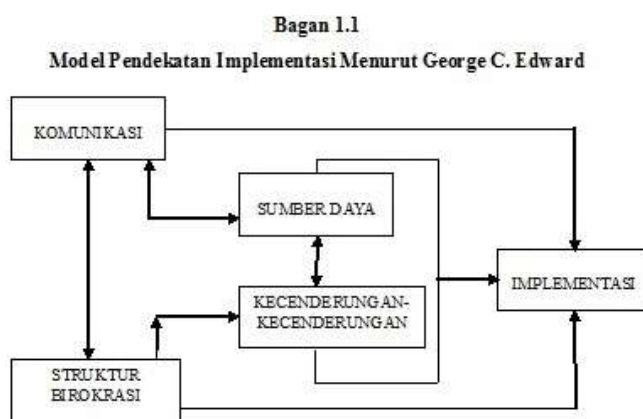 Bagan 1.1
Model Pendekatan Implementasi Menurut George C. Edward
KOMUNIKASI
SUMBER DAYA
IMPLEMENTASI
KECENDERUNGAN-
KECENDERUNGAN
STRUKTUR
BIROKRASI